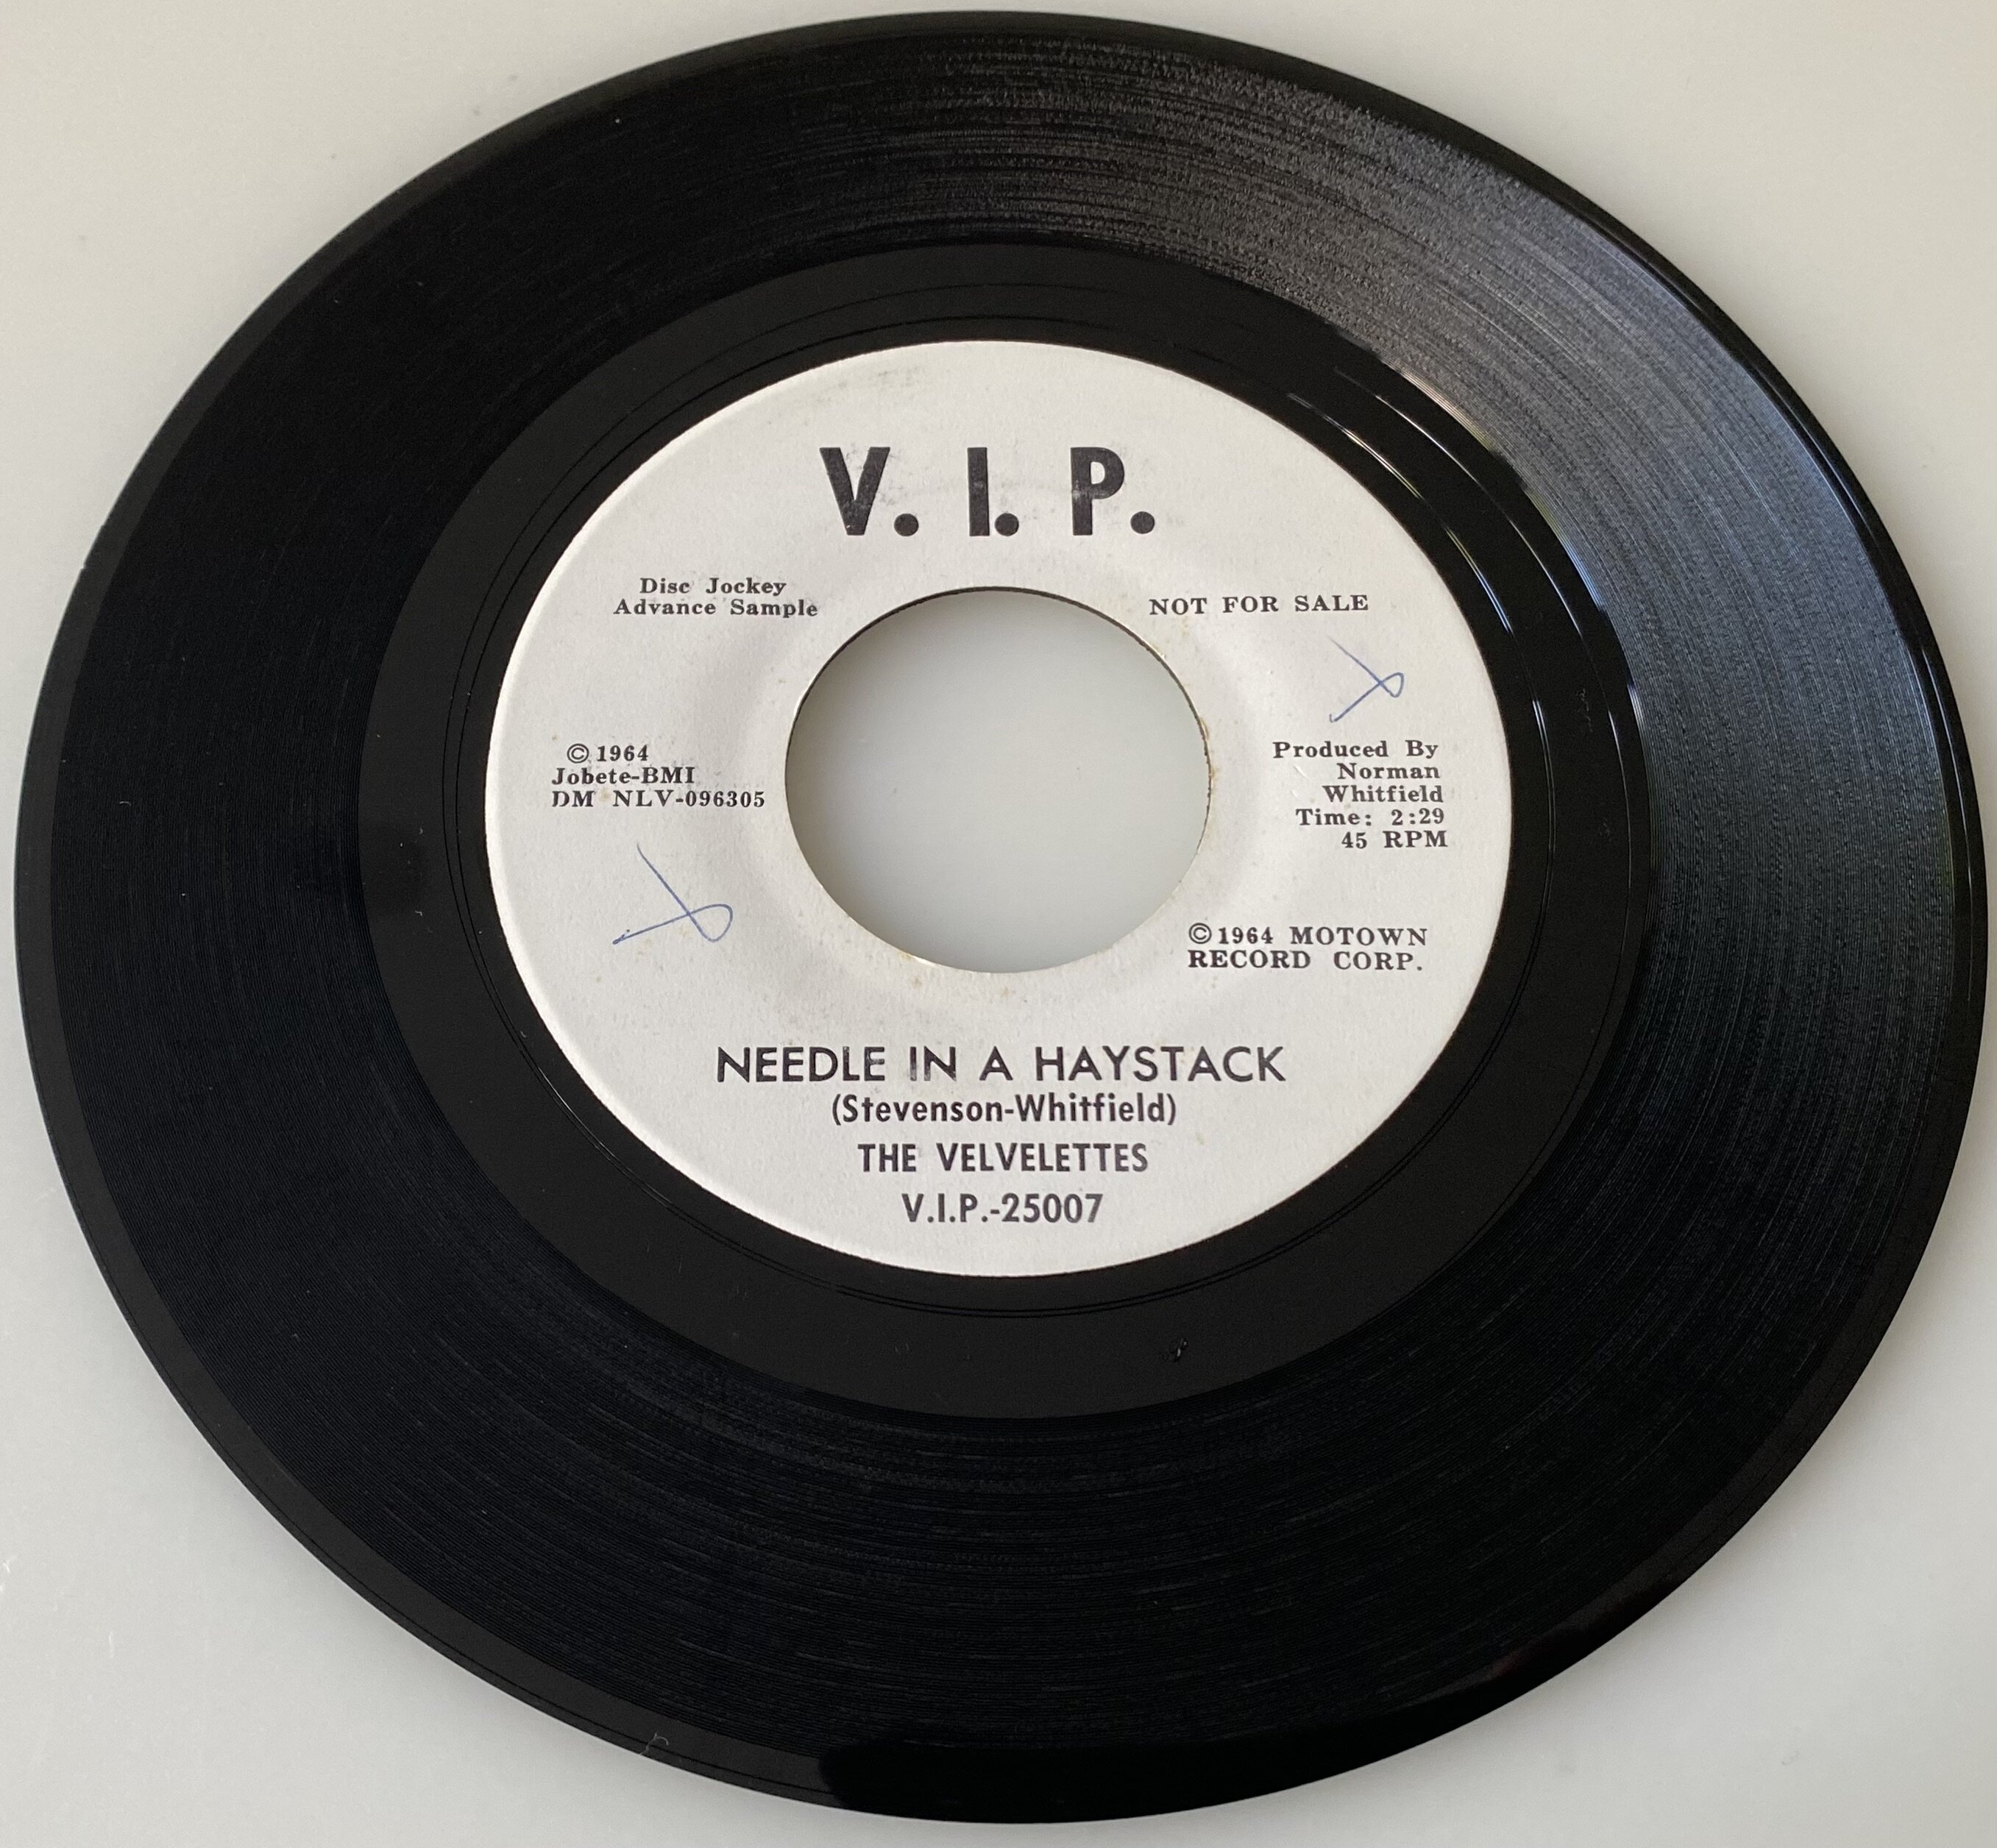 V. I. P.
Disc Jockey
Advance Sample
NOT FOR SALE
©1964
Jobete-BMI
DM NLV-096305
Produced By
Norman
Whitfield
Time: 2:29
45 RPM
©1964 MOTOWN
RECORD CORP.
NEEDLE IN A HAYSTACK
(Stevenson-Whitfield)
THE VELVELETTES
V.I.P.-25007